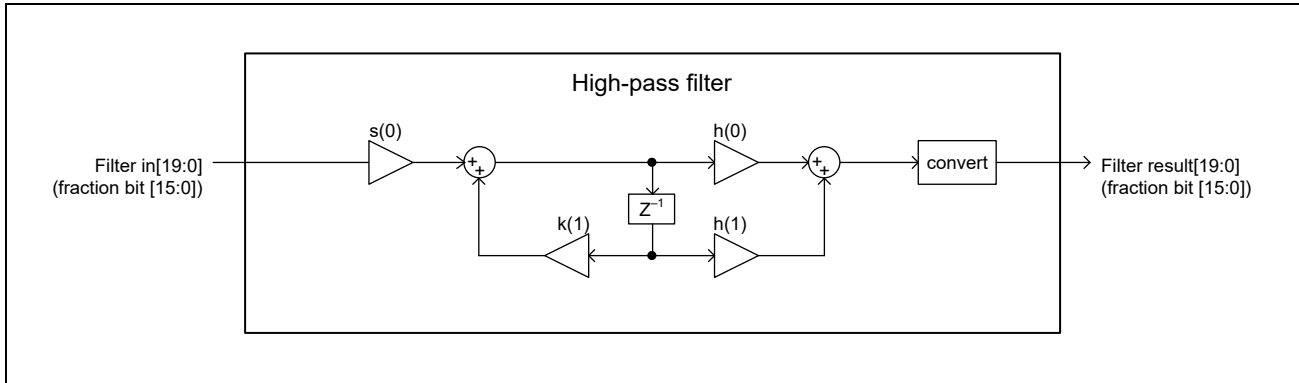 High-pass filter
s(0)
h(0)
Filter in[19:0]
(fraction bit [15:0])
+
+
+
+
convert
Filter result[19:0]
(fraction bit [15:0])
Z–1
k(1)
h(1)